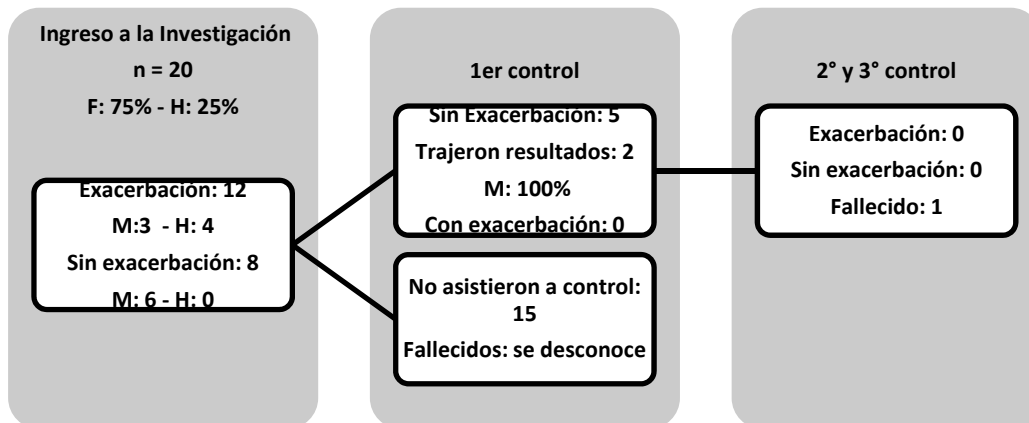 Ingreso a la Investigación
n = 20
F: 75% - H: 25%
Exacerbación: 12
M:3 - H: 4
Sin exacerbación: 8
M: 6 - H: 0
1er control
Sin Exacerbación: 5
Trajeron resultados: 2
M: 100%
Con exacerbación: 0
No asistieron a control:
15
Fallecidos: se desconoce
2° y 3° control
Exacerbación: 0
Sin exacerbación: 0
Fallecido: 1